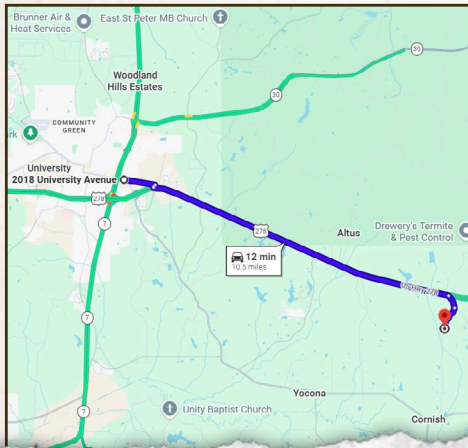 Brunner Air &
Heat Services
East St Peter MB Church
30
Woodland
Hills Estates
30
COMMUNITY
GREEN
University
2018 University Avenue
278
7
278
Altus
Drewery's Termite
& Pest Control
12 min
10.5 miles
7
Yocona
Unity Baptist Church
Cornish
7